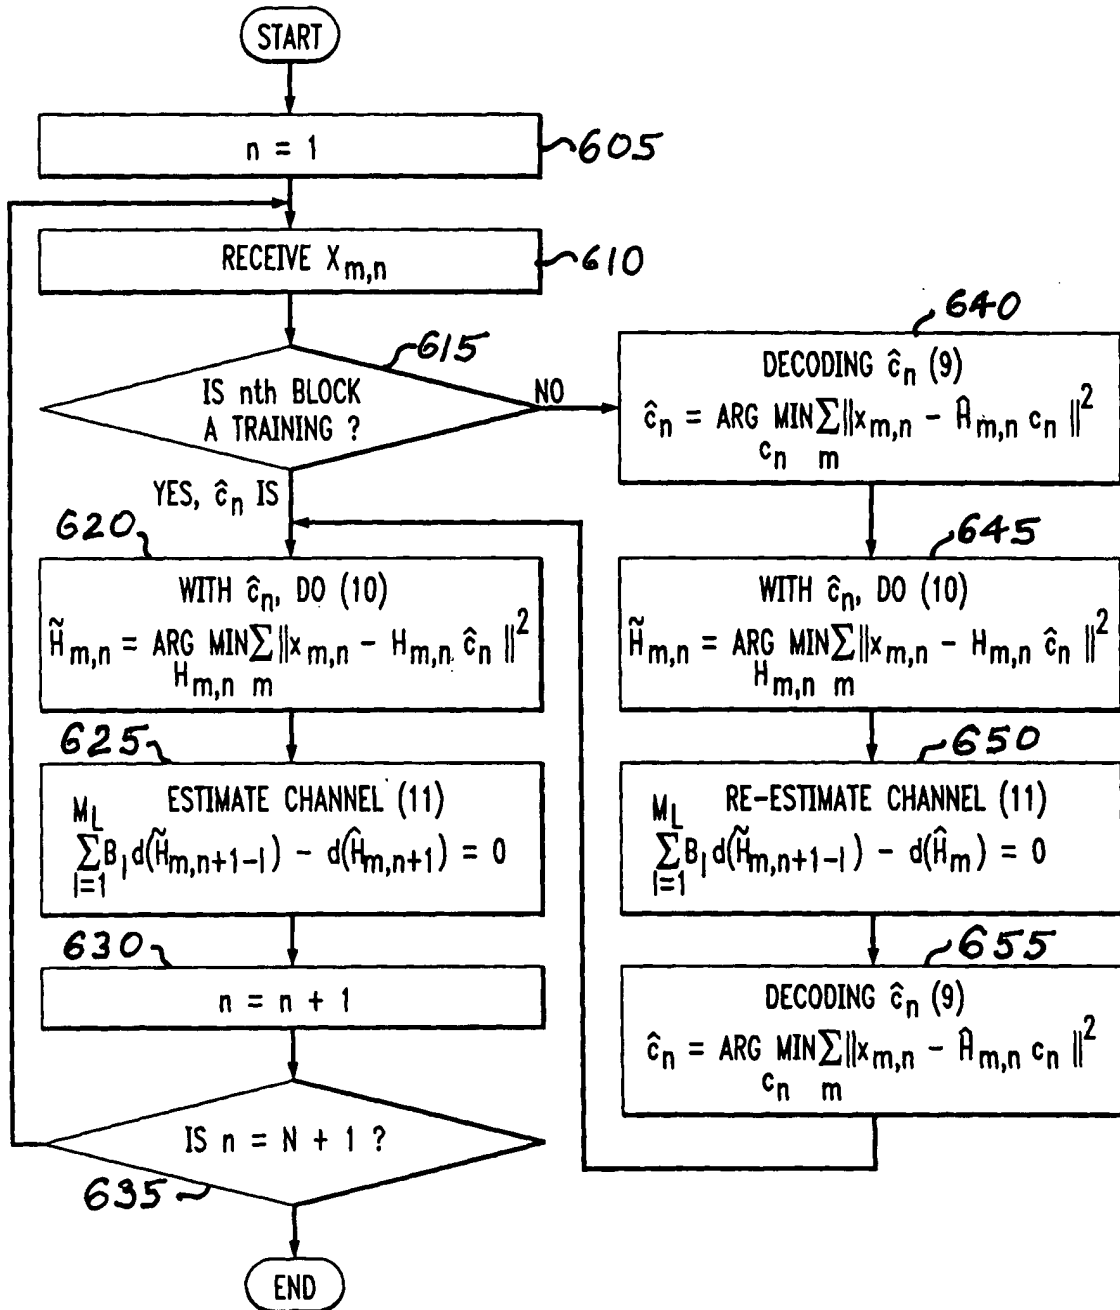 START
n = 1
605
RECEIVE X_{m,n}
610
615
IS nth BLOCK
A TRAINING ?
NO
YES, ĉ_n IS
620
WITH ĉ_n, DO (10)
H̃_{m,n} = ARG MIN Σ ||x_{m,n} - H_{m,n} ĉ_n ||²
H_{m,n} m
625
ESTIMATE CHANNEL (11)
M_L
Σ B_l d(H̃_{m,n+1-l}) - d(Ĥ_{m,n+1}) = 0
l=1
630
n = n + 1
IS n = N + 1 ?
635
END
640
DECODING ĉ_n (9)
ĉ_n = ARG MIN Σ ||x_{m,n} - Ĥ_{m,n} c_n ||²
c_n m
645
WITH ĉ_n, DO (10)
H̃_{m,n} = ARG MIN Σ ||x_{m,n} - H_{m,n} ĉ_n ||²
H_{m,n} m
650
RE-ESTIMATE CHANNEL (11)
M_L
Σ B_l d(H̃_{m,n+1-l}) - d(Ĥ_m) = 0
l=1
655
DECODING ĉ_n (9)
ĉ_n = ARG MIN Σ ||x_{m,n} - Ĥ_{m,n} c_n ||²
c_n m